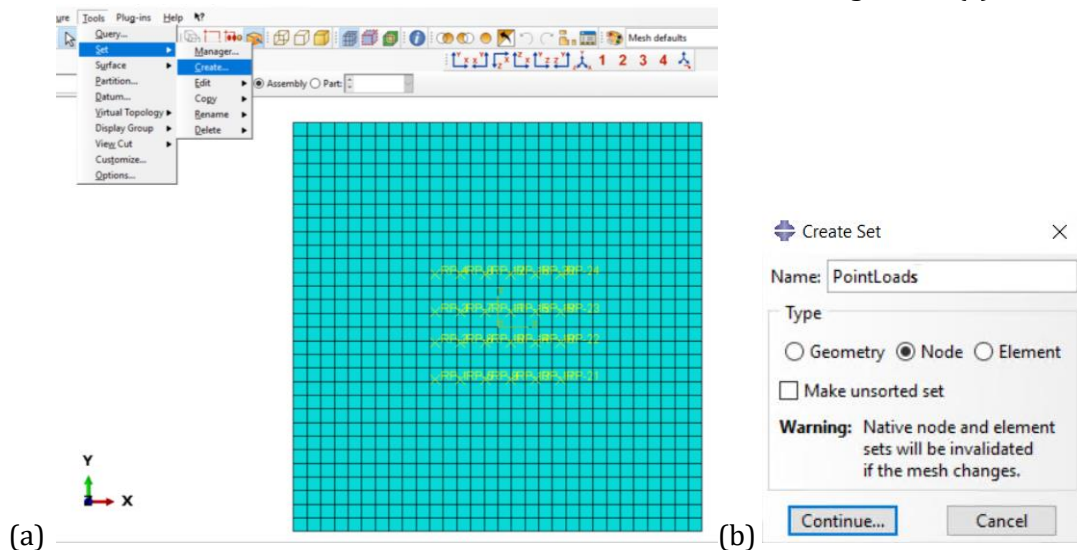 ure Tools Plug-ins Help
Query...
Set
Manager...
Mesh defaults
Surface
Create...
1 2 3 4
Partition...
Edit
Assembly Part:
Datum...
Copy
Virtual Topology
Rename
Display Group
Delete
View Cut
Customize...
Options...
Create Set
Name: PointLoads
Type
Geometry Node Element
Make unsorted set
Warning: Native node and element
sets will be invalidated
if the mesh changes.
Continue... Cancel
Y
X
(a)
(b)